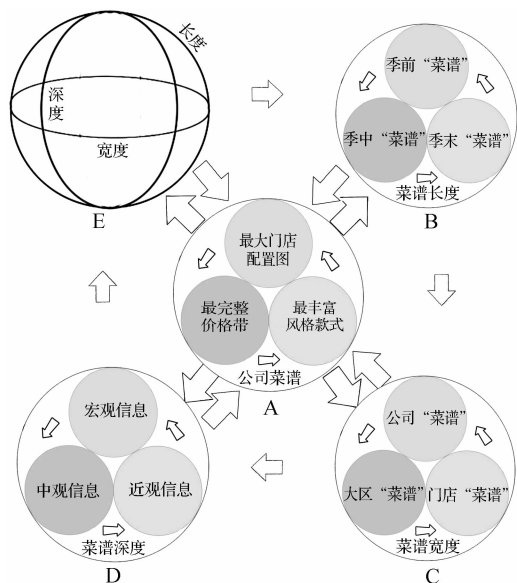 长度
深
度
宽度
E
季前“菜谱”
季中“菜谱”
季末“菜谱”
菜谱长度
B
最大门店
配置图
最完整
价格带
最丰富
风格款式
公司菜谱
A
宏观信息
中观信息
近观信息
菜谱深度
D
公司“菜谱”
大区“菜谱”
门店“菜谱”
菜谱宽度
C